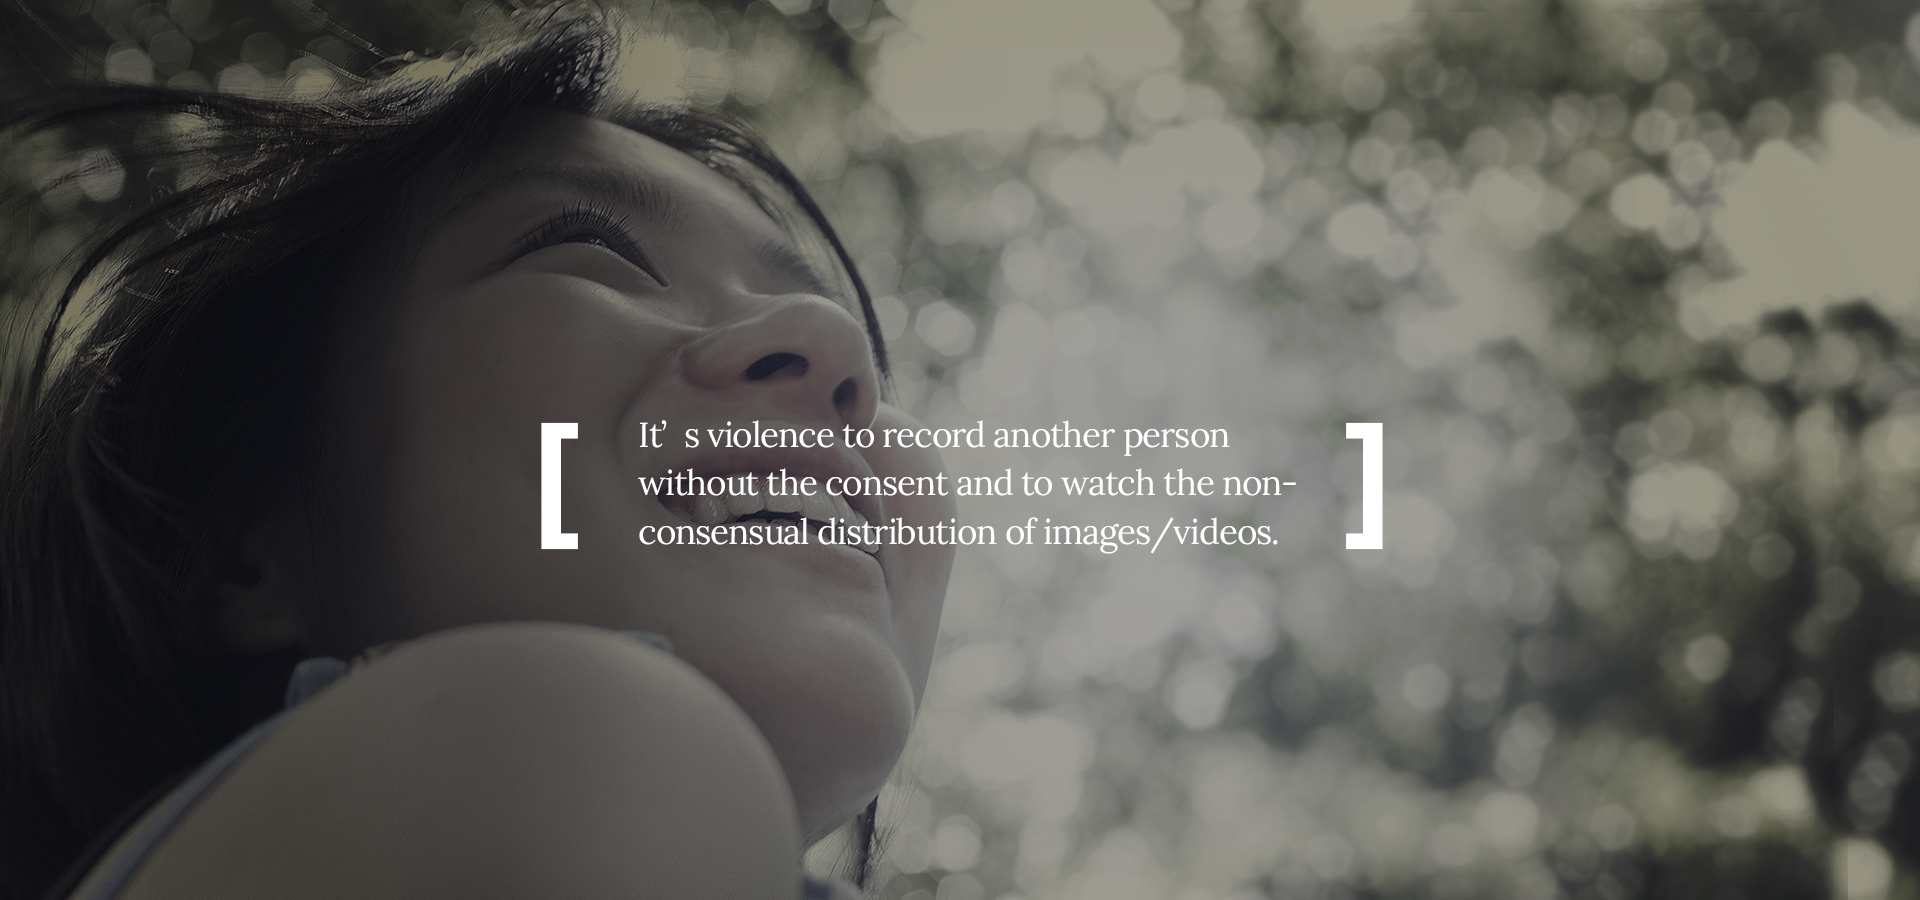 It’s violence to record another person
without the consent and to watch the non-
consensual distribution of images/videos.